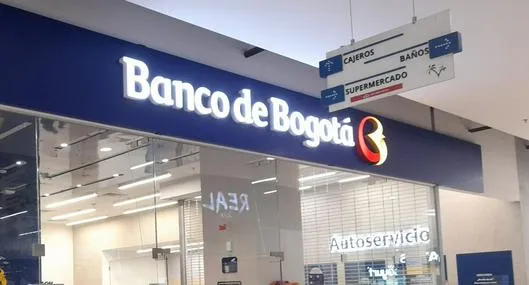 CAJEROS
BAÑOS
SUPERMERCADO
Banco de Bogotá
REAL
Autoservicio